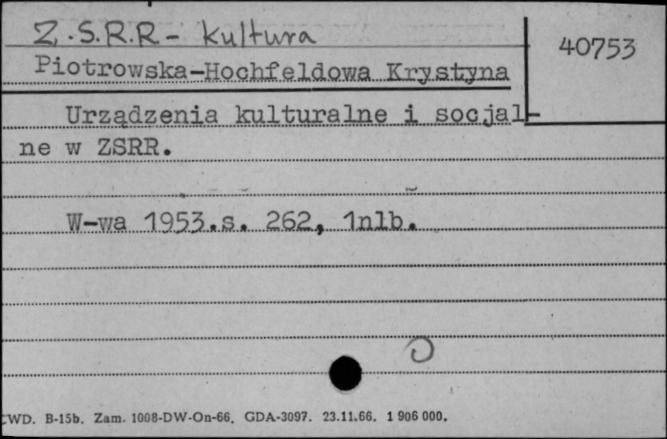 Z.S.R.R - kultura
40753
Piotrowska-Hochfeldowa Krystyna
Urządzenia kulturalne i socjal-
ne w ZSRR.
W-wa 1953.s. 262, 1nlb.
CWD. B-15b. Zam. 1008-DW-On-66. GDA-3097. 23.11.66. 1 906 000.